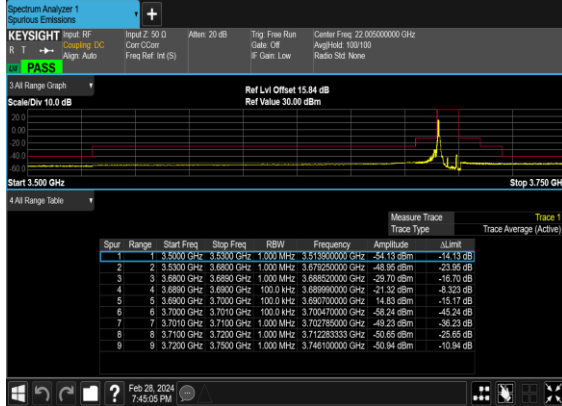 Spectrum Analyzer 1
Spurious Emissions
+
KEYSIGHT Input: RF Input Z: 50 Ω Atten: 20 dB Trig: Free Run Center Freq: 22.005000000 GHz
R T Coupling: DC Corr CCorr Gate: Off Avg|Hold: 100/100
Align: Auto Freq Ref: Int (S) IF Gain: Low Radio Std: None
PASS
3 All Range Graph
Ref Lvl Offset 15.84 dB
Scale/Div 10.0 dB Ref Value 30.00 dBm
20.0
0.00
-20.0
-40.0
-60.0
Start 3.500 GHz Stop 3.750 GH
4 All Range Table
Measure Trace Trace 1
Trace Type Trace Average (Active)
Spur Range Start Freq Stop Freq RBW Frequency Amplitude ΔLimit
1 1 3.5000 GHz 3.5300 GHz 1.000 MHz 3.513900000 GHz -54.13 dBm -14.13 dB
2 2 3.5300 GHz 3.6800 GHz 1.000 MHz 3.679250000 GHz -48.95 dBm -23.95 dB
3 3 3.6800 GHz 3.6890 GHz 1.000 MHz 3.688520000 GHz -29.70 dBm -16.70 dB
4 4 3.6890 GHz 3.6900 GHz 100.0 kHz 3.689990000 GHz -21.32 dBm -8.323 dB
5 5 3.6900 GHz 3.7000 GHz 100.0 kHz 3.690700000 GHz 14.83 dBm -15.17 dB
6 6 3.7000 GHz 3.7010 GHz 100.0 kHz 3.700470000 GHz -58.24 dBm -45.24 dB
7 7 3.7010 GHz 3.7100 GHz 1.000 MHz 3.702785000 GHz -49.23 dBm -36.23 dB
8 8 3.7100 GHz 3.7200 GHz 1.000 MHz 3.712283333 GHz -50.65 dBm -25.65 dB
9 9 3.7200 GHz 3.7500 GHz 1.000 MHz 3.746100000 GHz -50.94 dBm -10.94 dB
? Feb 28, 2024
7:45:05 PM